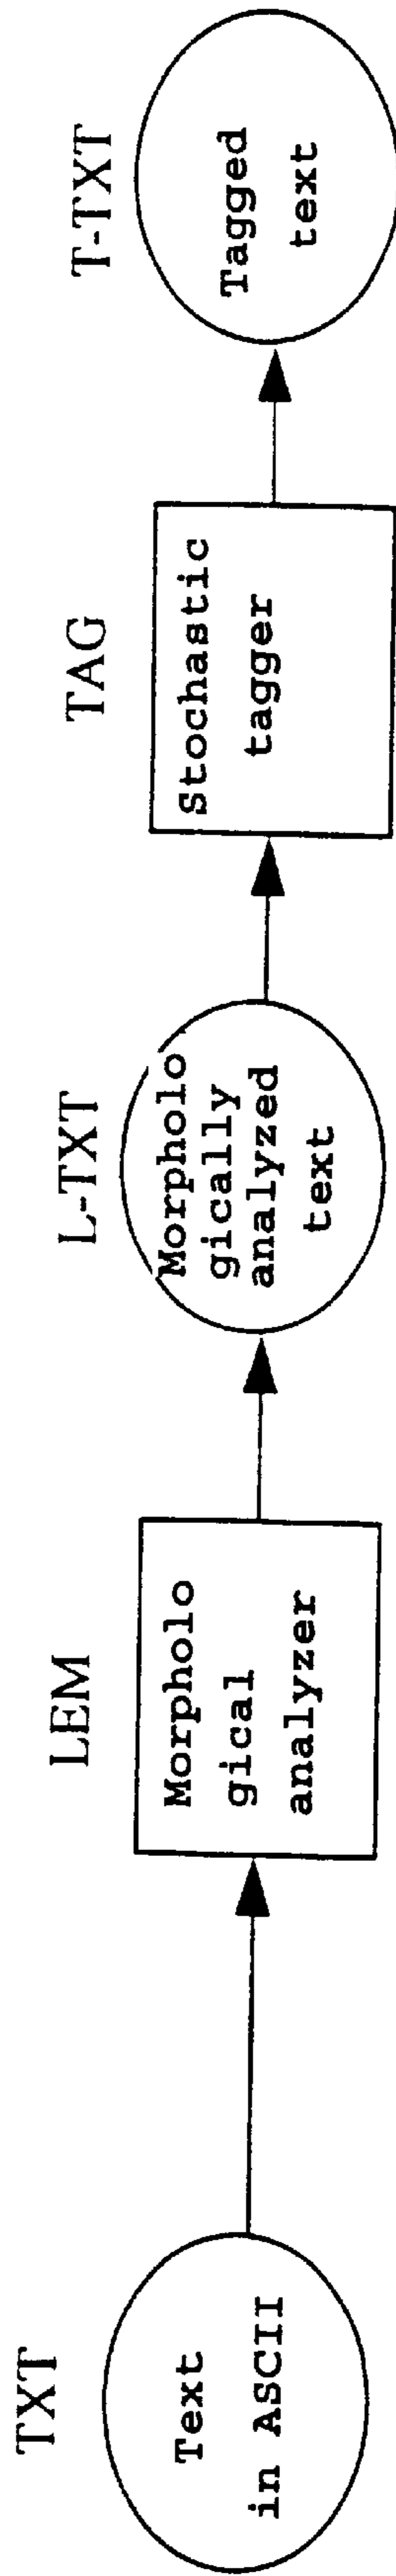 TXT
Text
in ASCII
LEM
Morpholo
gical
analyzer
L-TXT
Morpholo
gically
analyzed
text
TAG
Stochastic
tagger
T-TXT
Tagged
text